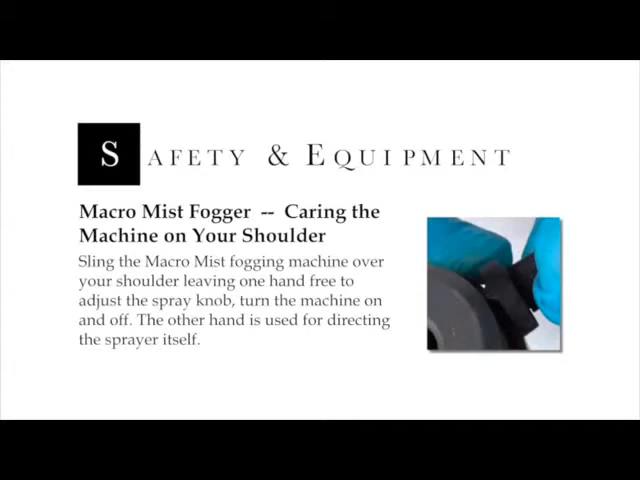 SAFETY & EQUIPMENT
Macro Mist Fogger -- Caring the
Machine on Your Shoulder
Sling the Macro Mist fogging machine over
your shoulder leaving one hand free to
adjust the spray knob, turn the machine on
and off. The other hand is used for directing
the sprayer itself.